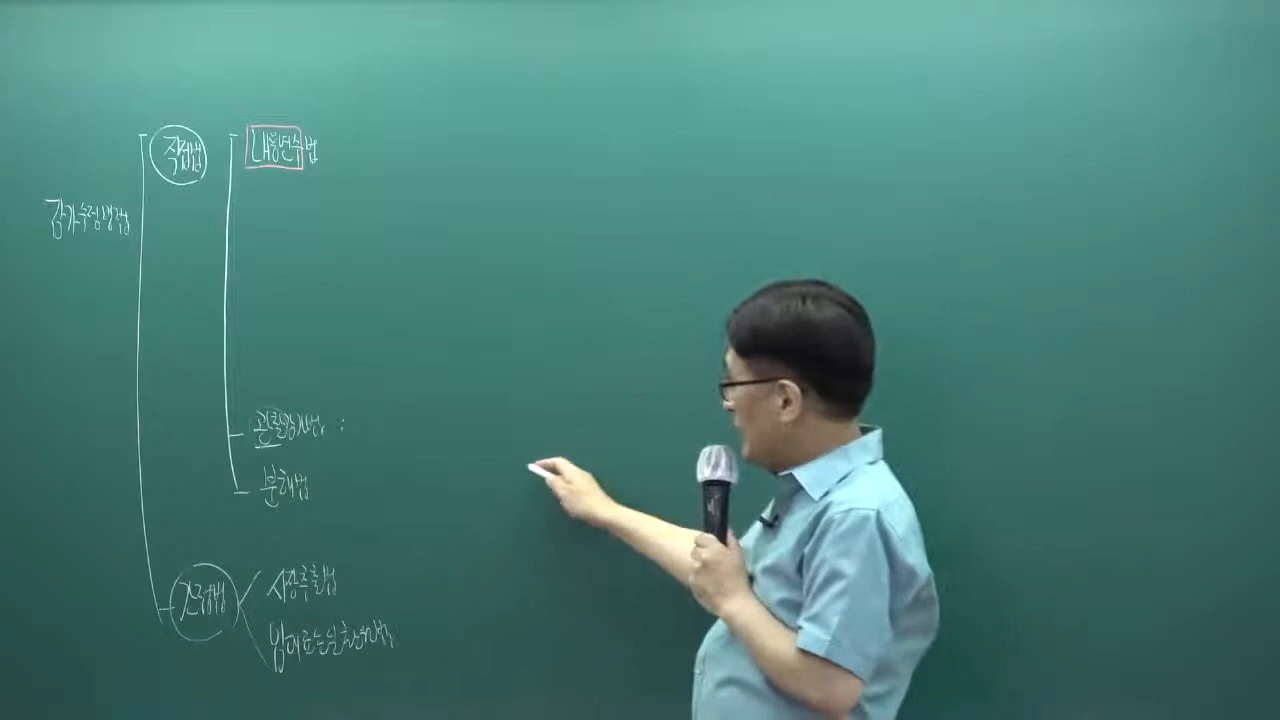 직접법
내용연수법
감가수정방법
관찰감가법 :
분해법
간접법
시장추출법
임대료손실환원법